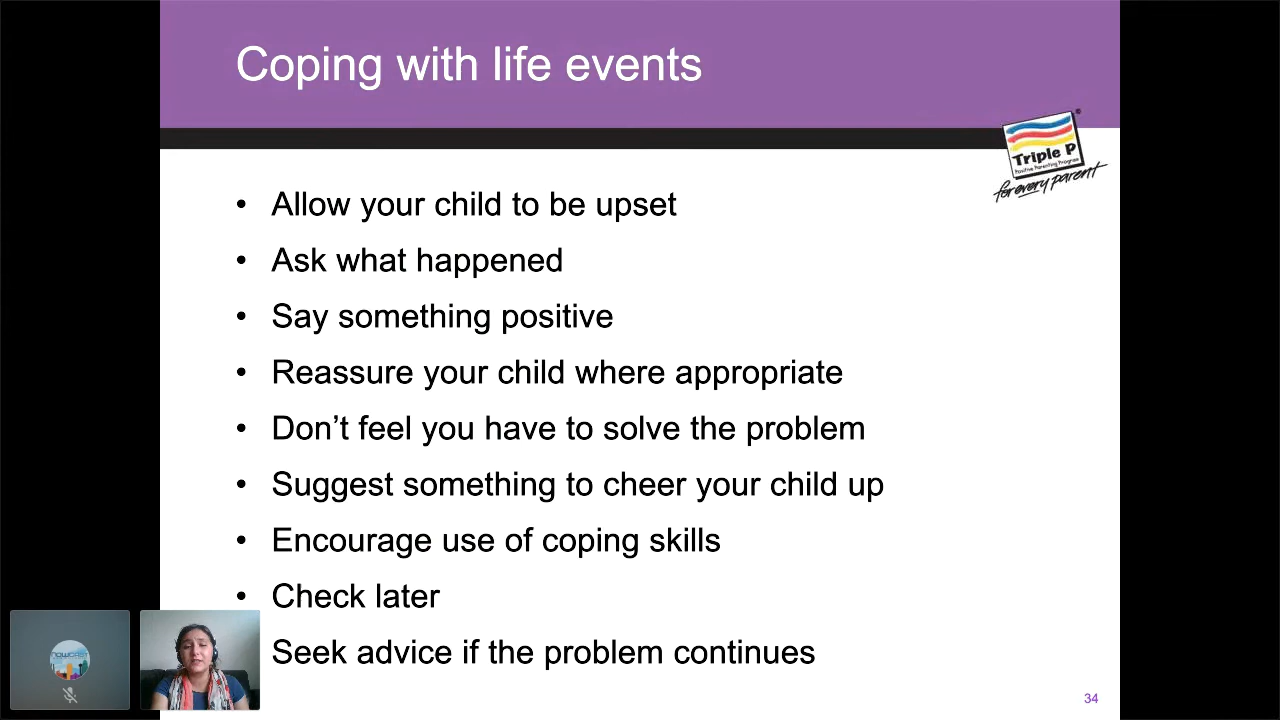 Coping with life events
Triple P
Positive Parenting Program
®
for every parent
• Allow your child to be upset
• Ask what happened
• Say something positive
• Reassure your child where appropriate
• Don’t feel you have to solve the problem
• Suggest something to cheer your child up
• Encourage use of coping skills
• Check later
Seek advice if the problem continues
34